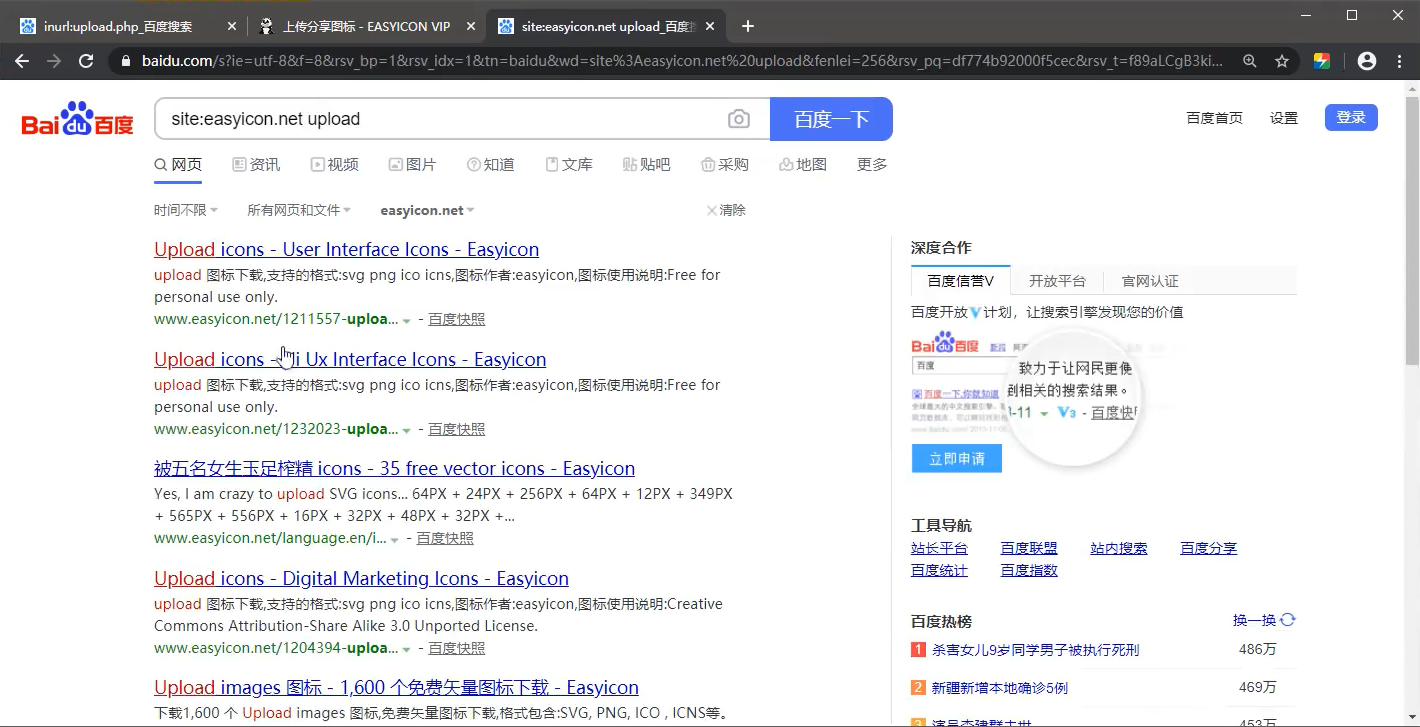 inurl:upload.php_百度搜索
上传分享图标 - EASYICON VIP
site:easyicon.net upload_百度搜
baidu.com/s?ie=utf-8&f=8&rsv_bp=1&rsv_idx=1&tn=baidu&wd=site%3Aeasyicon.net%20upload&fenlei=256&rsv_pq=df774b92000f5cec&rsv_t=f89aLCgB3ki...
Bai du 百度
site:easyicon.net upload
百度一下
百度首页
设置
登录
网页
资讯
视频
图片
知道
文库
贴吧
采购
地图
更多
时间不限
所有网页和文件
easyicon.net
清除
Upload icons - User Interface Icons - Easyicon
upload 图标下载,支持的格式:svg png ico icns,图标作者:easyicon,图标使用说明:Free for
personal use only.
www.easyicon.net/1211557-uploa... - 百度快照
Upload icons - Ui Ux Interface Icons - Easyicon
upload 图标下载,支持的格式:svg png ico icns,图标作者:easyicon,图标使用说明:Free for
personal use only.
www.easyicon.net/1232023-uploa... - 百度快照
被五名女生玉足榨精 icons - 35 free vector icons - Easyicon
Yes, I am crazy to upload SVG icons... 64PX + 24PX + 256PX + 64PX + 12PX + 349PX
+ 565PX + 556PX + 16PX + 32PX + 48PX + 32PX +...
www.easyicon.net/language.en/i... - 百度快照
Upload icons - Digital Marketing Icons - Easyicon
upload 图标下载,支持的格式:svg png ico icns,图标作者:easyicon,图标使用说明:Creative
Commons Attribution-Share Alike 3.0 Unported License.
www.easyicon.net/1204394-uploa... - 百度快照
Upload images 图标 - 1,600 个免费矢量图标下载 - Easyicon
下载1,600 个 Upload images 图标,免费矢量图标下载,格式包含:SVG, PNG, ICO , ICNS等。
深度合作
百度信誉V
开放平台
官网认证
百度开放V计划，让搜索引擎发现您的价值
Bai du 百度
百度
百度一下,你就知道
致力于让网民更便
到相关的搜索结果。
3-11 V3 - 百度快
立即申请
工具导航
站长平台 百度联盟 站内搜索 百度分享
百度统计 百度指数
百度热榜
换一换
1 杀害女儿9岁同学男子被执行死刑 486万
2 新疆新增本地确诊5例 469万
3 演员李建群去世 453万